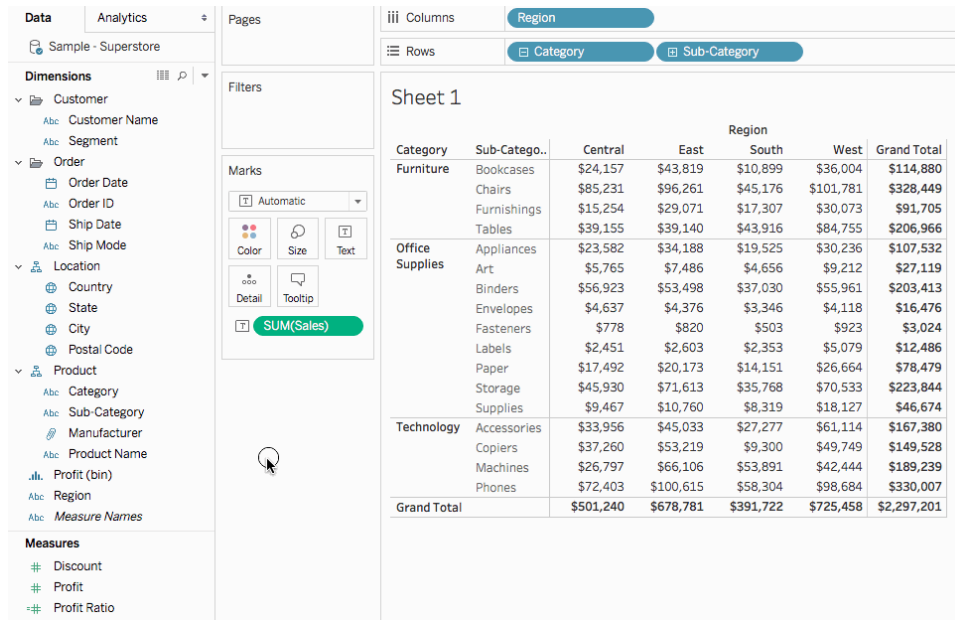 Data Analytics
Sample - Superstore
Dimensions
Customer
Abc Customer Name
Abc Segment
Order
Order Date
Abc Order ID
Ship Date
Abc Ship Mode
Location
Country
State
City
Postal Code
Product
Abc Category
Abc Sub-Category
Manufacturer
Abc Product Name
Profit (bin)
Abc Region
Abc Measure Names
Measures
# Discount
# Profit
=# Profit Ratio
Pages
Filters
Marks
T Automatic
Color Size T Text
Detail Tooltip
T SUM(Sales)
iii Columns Region
Rows Category Sub-Category
Sheet 1
Region
Category Sub-Catego.. Central East South West Grand Total
Furniture Bookcases $24,157 $43,819 $10,899 $36,004 $114,880
Chairs $85,231 $96,261 $45,176 $101,781 $328,449
Furnishings $15,254 $29,071 $17,307 $30,073 $91,705
Tables $39,155 $39,140 $43,916 $84,755 $206,966
Office Supplies Appliances $23,582 $34,188 $19,525 $30,236 $107,532
Art $5,765 $7,486 $4,656 $9,212 $27,119
Binders $56,923 $53,498 $37,030 $55,961 $203,413
Envelopes $4,637 $4,376 $3,346 $4,118 $16,476
Fasteners $778 $820 $503 $923 $3,024
Labels $2,451 $2,603 $2,353 $5,079 $12,486
Paper $17,492 $20,173 $14,151 $26,664 $78,479
Storage $45,930 $71,613 $35,768 $70,533 $223,844
Supplies $9,467 $10,760 $8,319 $18,127 $46,674
Technology Accessories $33,956 $45,033 $27,277 $61,114 $167,380
Copiers $37,260 $53,219 $9,300 $49,749 $149,528
Machines $26,797 $66,106 $53,891 $42,444 $189,239
Phones $72,403 $100,615 $58,304 $98,684 $330,007
Grand Total $501,240 $678,781 $391,722 $725,458 $2,297,201